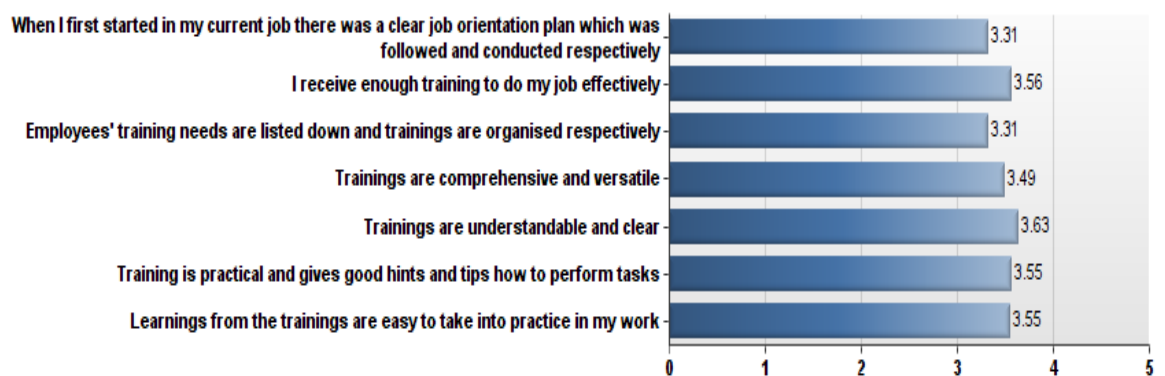 When I first started in my current job there was a clear job orientation plan which was
followed and conducted respectively
3.31
I receive enough training to do my job effectively
3.56
Employees' training needs are listed down and trainings are organised respectively
3.31
Trainings are comprehensive and versatile
3.49
Trainings are understandable and clear
3.63
Training is practical and gives good hints and tips how to perform tasks
3.55
Learnings from the trainings are easy to take into practice in my work
3.55
0 1 2 3 4 5